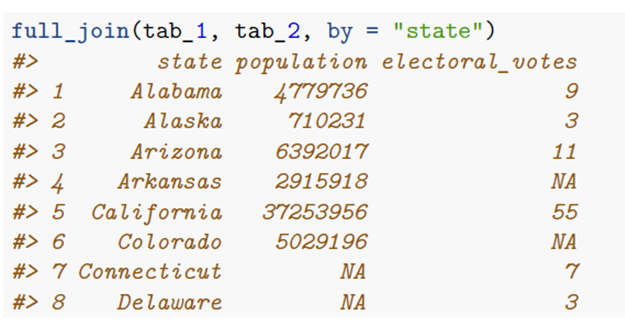 full_join(tab_1, tab_2, by = "state")
#> state population electoral_votes
#> 1 Alabama 4779736 9
#> 2 Alaska 710231 3
#> 3 Arizona 6392017 11
#> 4 Arkansas 2915918 NA
#> 5 California 37253956 55
#> 6 Colorado 5029196 NA
#> 7 Connecticut NA 7
#> 8 Delaware NA 3